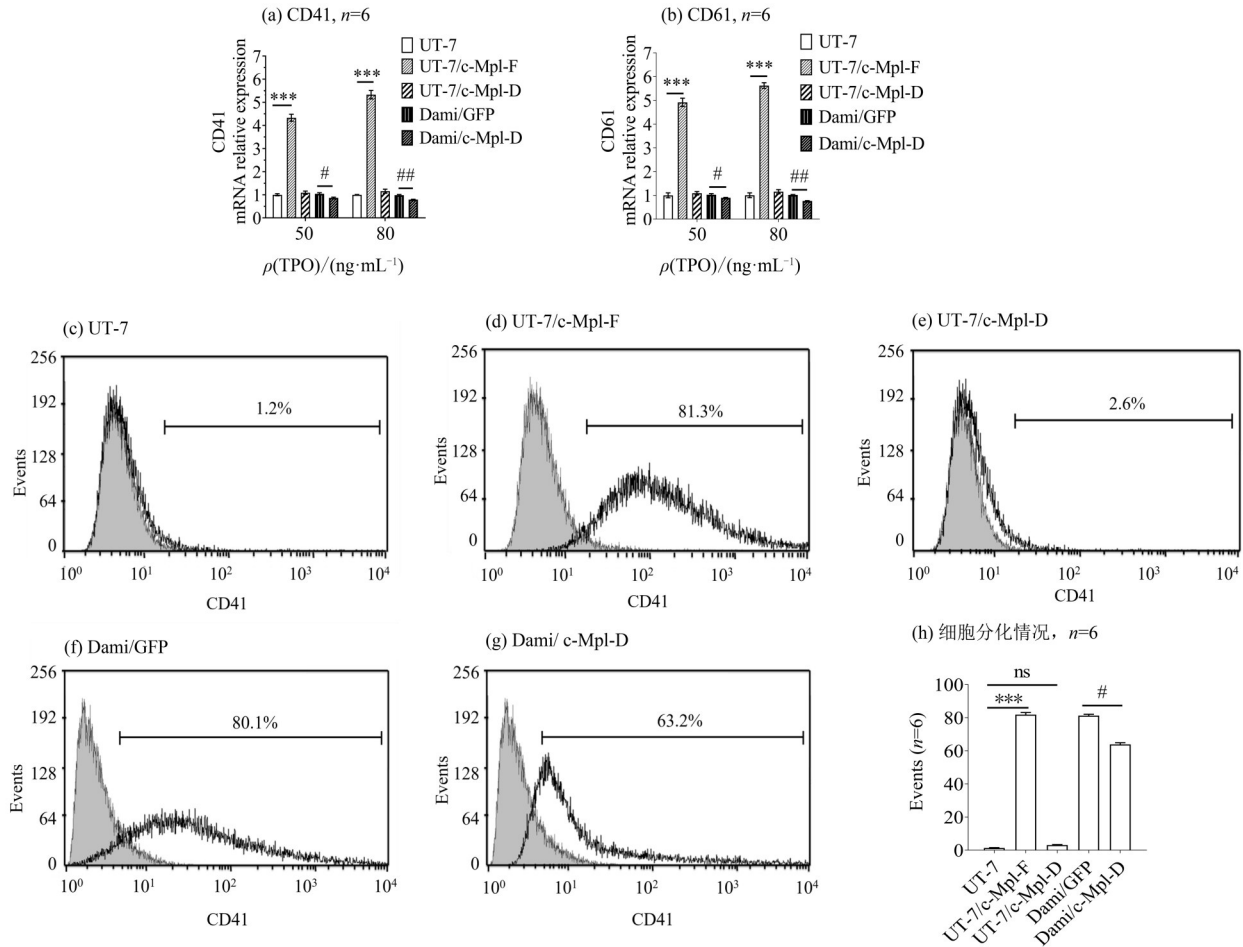 (a) CD41, n=6
CD41
mRNA relative expression
7
6
5
4
3
2
1
0
***
#
***
##
50
80
ρ(TPO)/(ng·mL⁻¹)
UT-7
UT-7/c-Mpl-F
UT-7/c-Mpl-D
Dami/GFP
Dami/c-Mpl-D
(b) CD61, n=6
CD61
mRNA relative expression
7
6
5
4
3
2
1
0
***
#
***
##
50
80
ρ(TPO)/(ng·mL⁻¹)
UT-7
UT-7/c-Mpl-F
UT-7/c-Mpl-D
Dami/GFP
Dami/c-Mpl-D
(c) UT-7
Events
256
192
128
64
0
1.2%
10⁰ 10¹ 10² 10³ 10⁴
CD41
(d) UT-7/c-Mpl-F
Events
256
192
128
64
0
81.3%
10⁰ 10¹ 10² 10³ 10⁴
CD41
(e) UT-7/c-Mpl-D
Events
256
192
128
64
0
2.6%
10⁰ 10¹ 10² 10³ 10⁴
CD41
(f) Dami/GFP
Events
256
192
128
64
0
80.1%
10⁰ 10¹ 10² 10³ 10⁴
CD41
(g) Dami/ c-Mpl-D
Events
256
192
128
64
0
63.2%
10⁰ 10¹ 10² 10³ 10⁴
CD41
(h) 细胞分化情况，n=6
Events (n=6)
100
80
60
40
20
0
ns
***
#
UT-7
UT-7/c-Mpl-F
UT-7/c-Mpl-D
Dami/GFP
Dami/c-Mpl-D